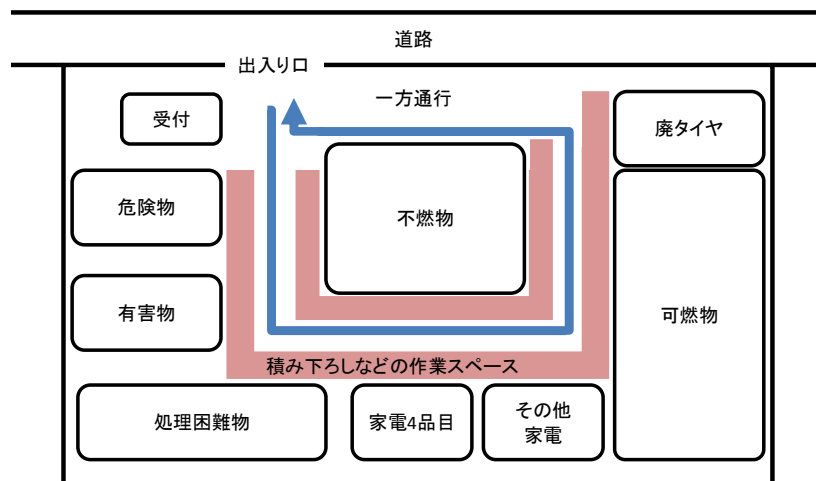 道路
出入り口
一方通行
受付
廃タイヤ
危険物
不燃物
有害物
可燃物
積み下ろしなどの作業スペース
処理困難物
家電4品目
その他
家電